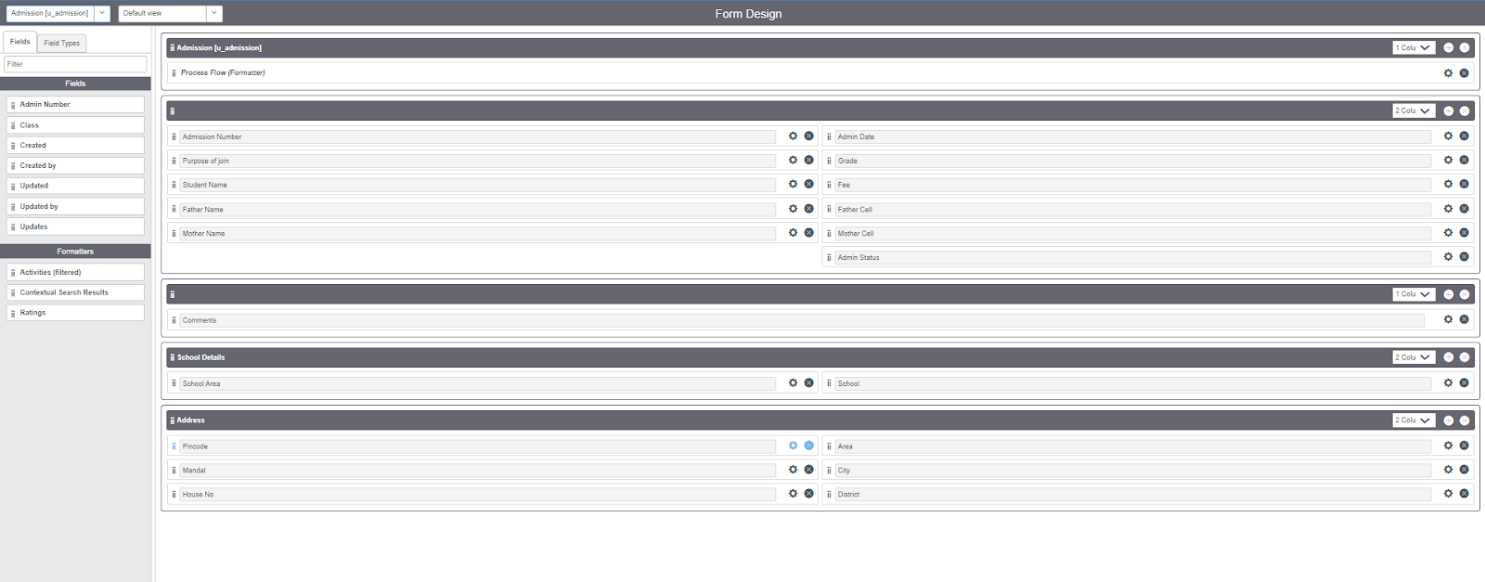 Admission [u_admission]
Default view
Form Design
Fields
Field Types
Filter
Fields
Admin Number
Class
Created
Created by
Updated
Updated by
Updates
Formatters
Activities (filtered)
Contextual Search Results
Ratings
Admission [u_admission]
1 Colu
Process Flow (Formatter)
2 Colu
Admission Number
Admin Date
Purpose of join
Grade
Student Name
Fee
Father Name
Father Cell
Mother Name
Mother Cell
Admin Status
1 Colu
Comments
School Details
2 Colu
School Area
School
Address
2 Colu
Pincode
Area
Mandal
City
House No
District